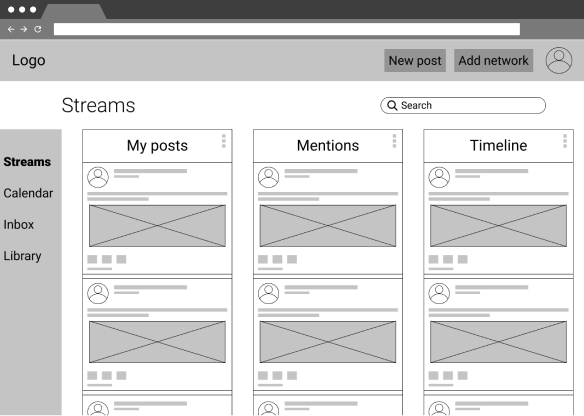 Logo
New post
Add network
Streams
Search
My posts
Mentions
Timeline
Streams
Calendar
Inbox
Library